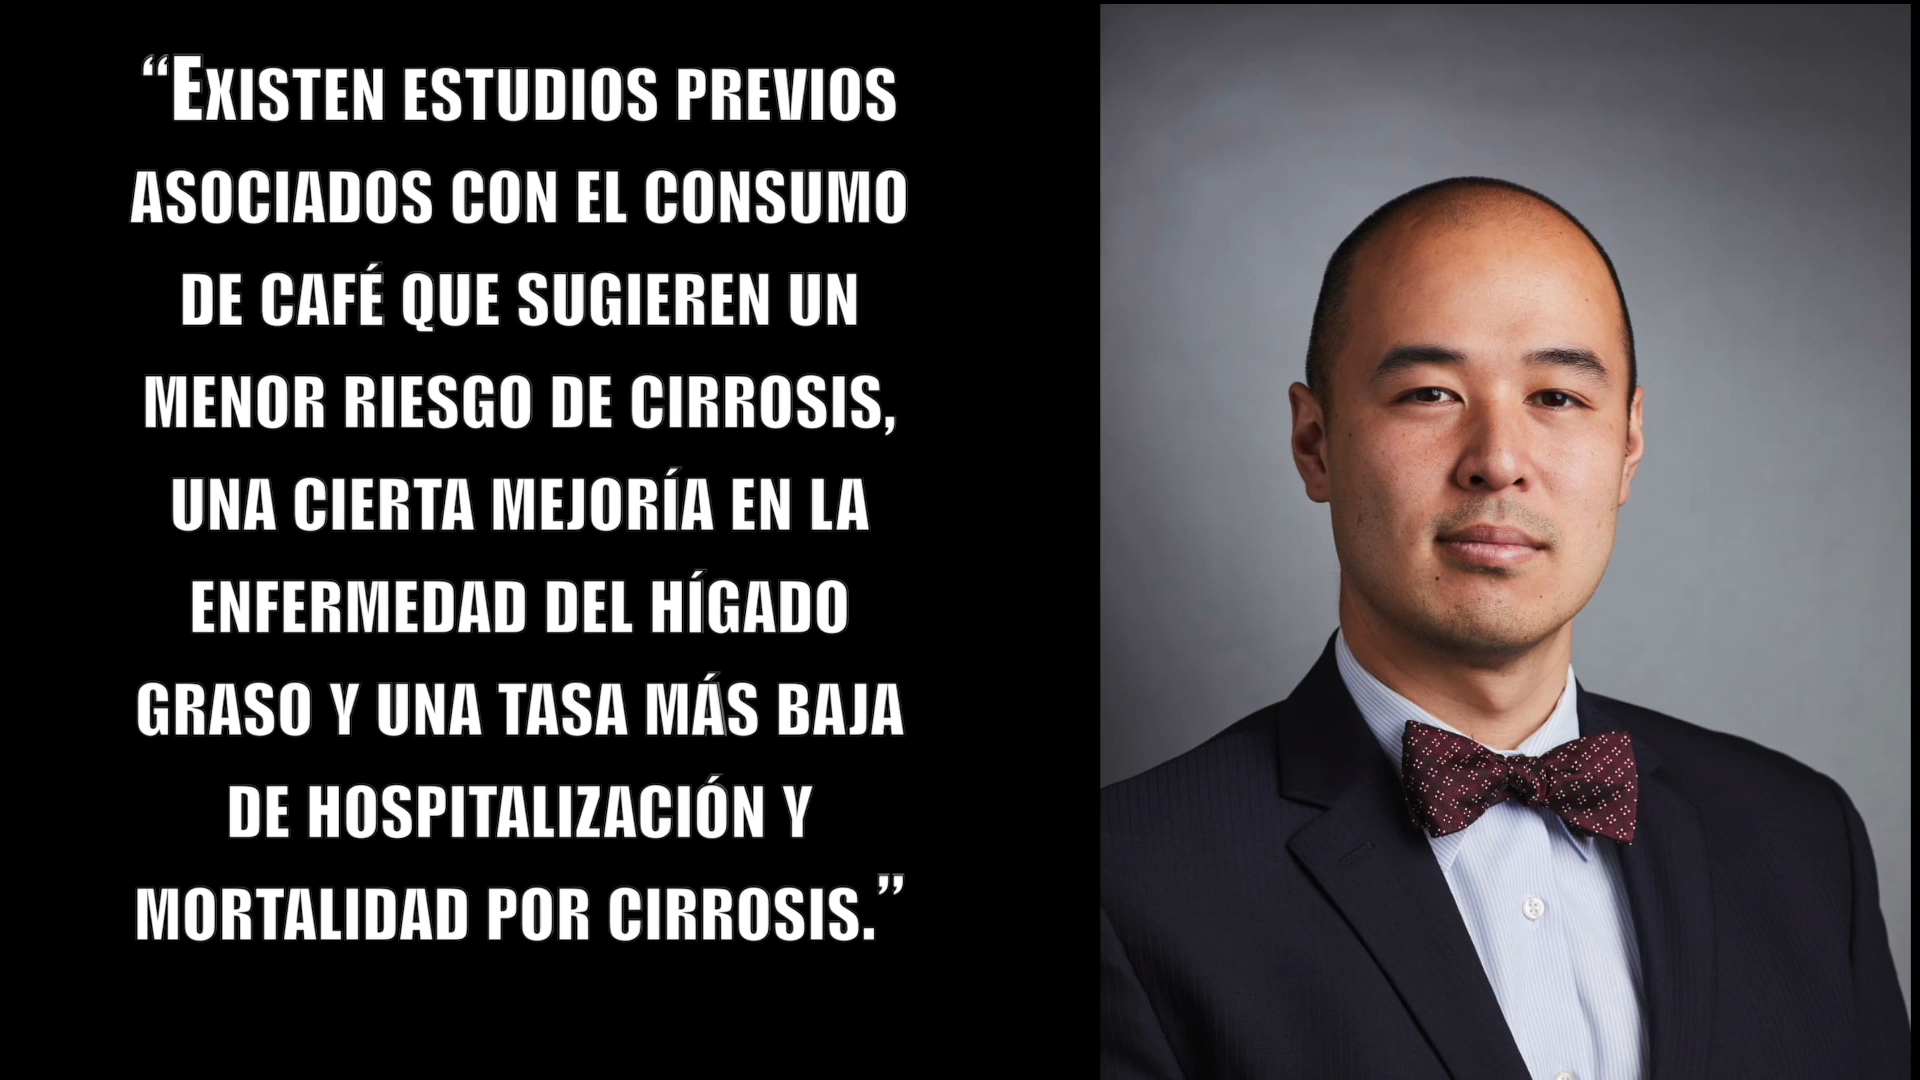 “Existen estudios previos
asociados con el consumo
de café que sugieren un
menor riesgo de cirrosis,
una cierta mejoría en la
enfermedad del hígado
graso y una tasa más baja
de hospitalización y
mortalidad por cirrosis.”